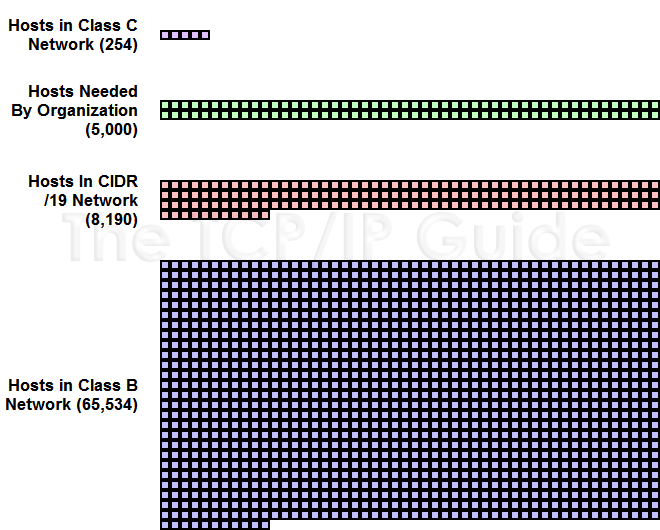 Hosts in Class C
Network (254)
Hosts Needed
By Organization
(5,000)
Hosts In CIDR
/19 Network
(8,190)
The TCP/IP Guide
Hosts in Class B
Network (65,534)